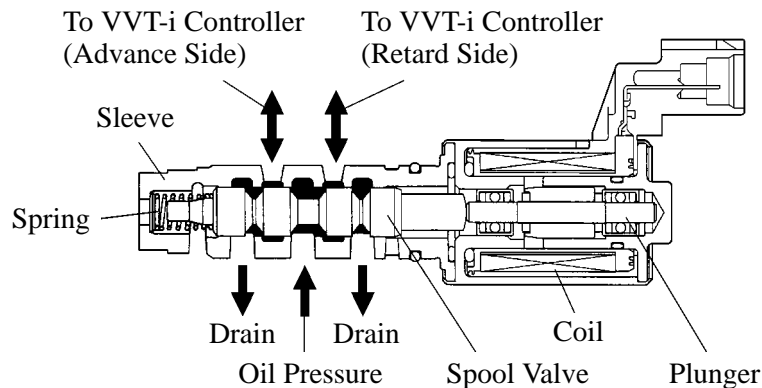 To VVT-i Controller
(Advance Side)
To VVT-i Controller
(Retard Side)
Sleeve
Spring
Drain
Oil Pressure
Drain
Spool Valve
Coil
Plunger